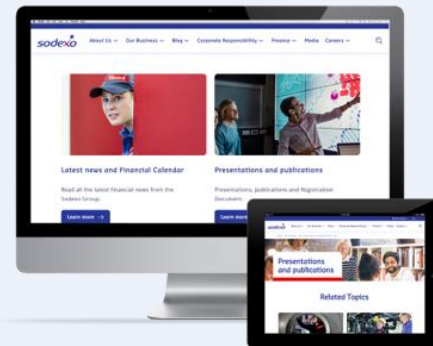 sodexo
About Us Our Business Blog Corporate Responsibility Finance Media Careers
Latest news and Financial Calendar
Presentations and publications
Read all the latest financial news from the
Sodexo Group.
Presentations, publications and Registration
Document.
Learn more →
Learn more
sodexo
Presentations
and publications
Related Topics